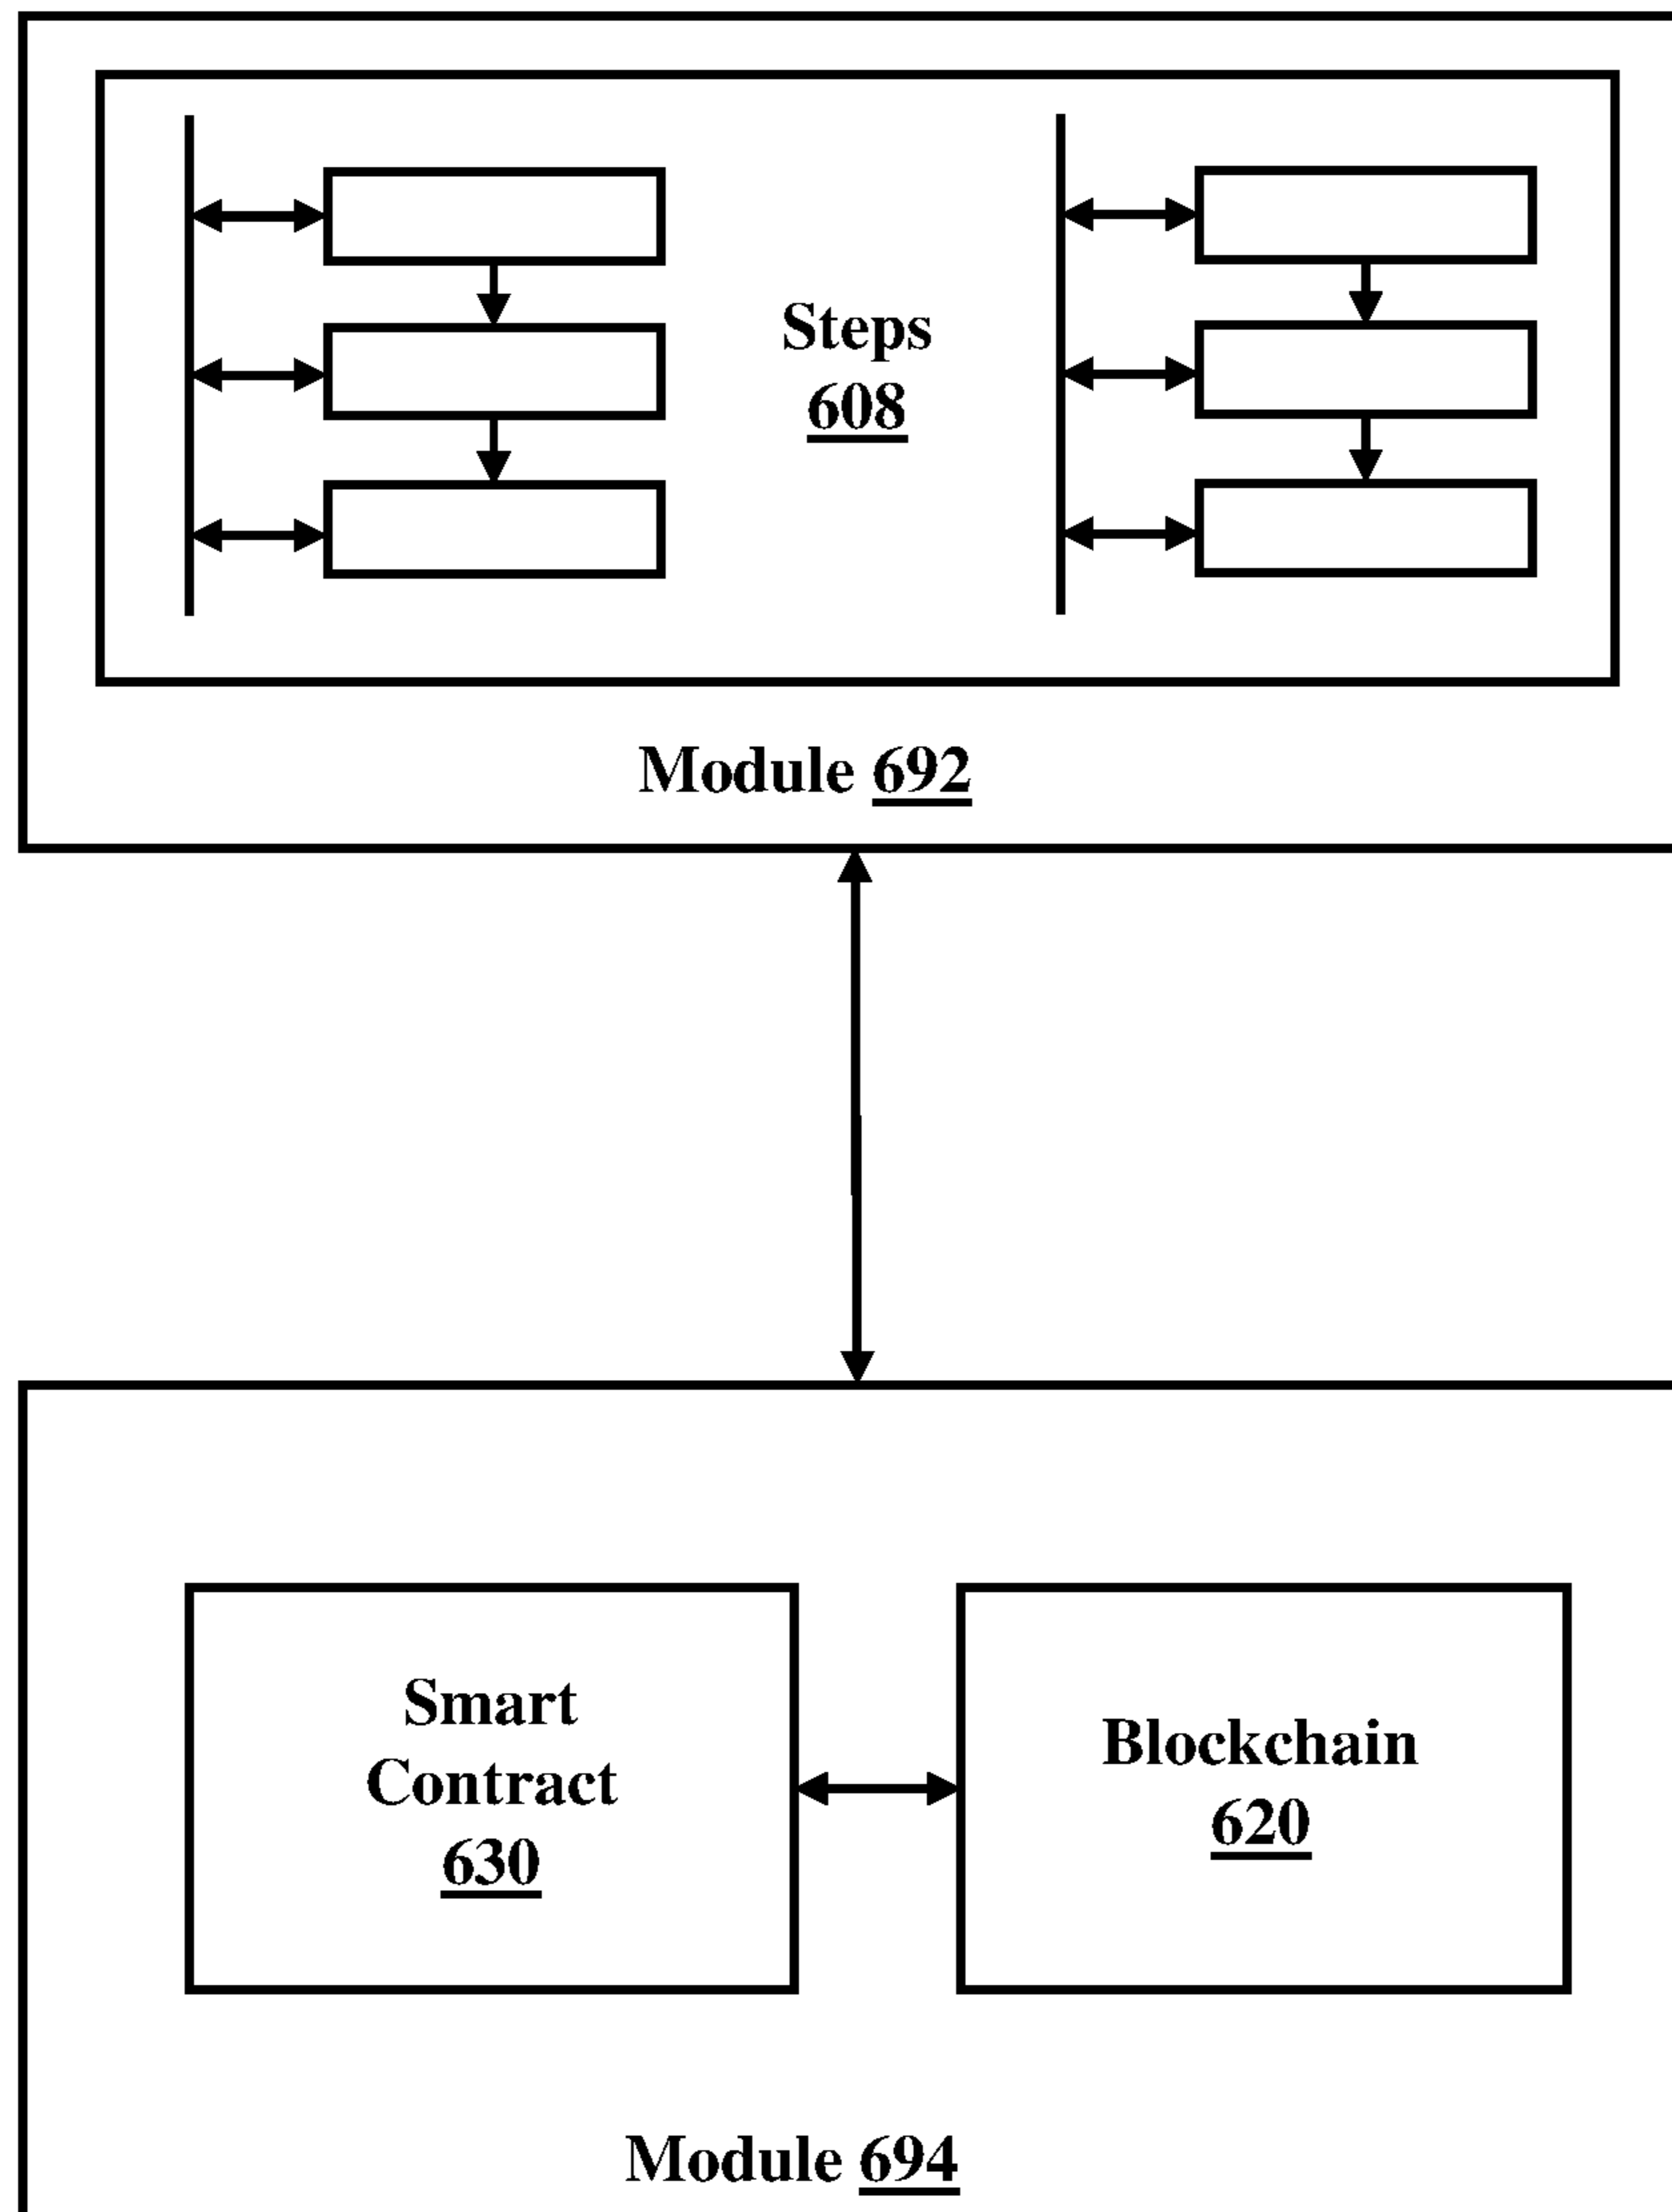 Steps
608
Module 692
Smart
Contract
630
Blockchain
620
Module 694